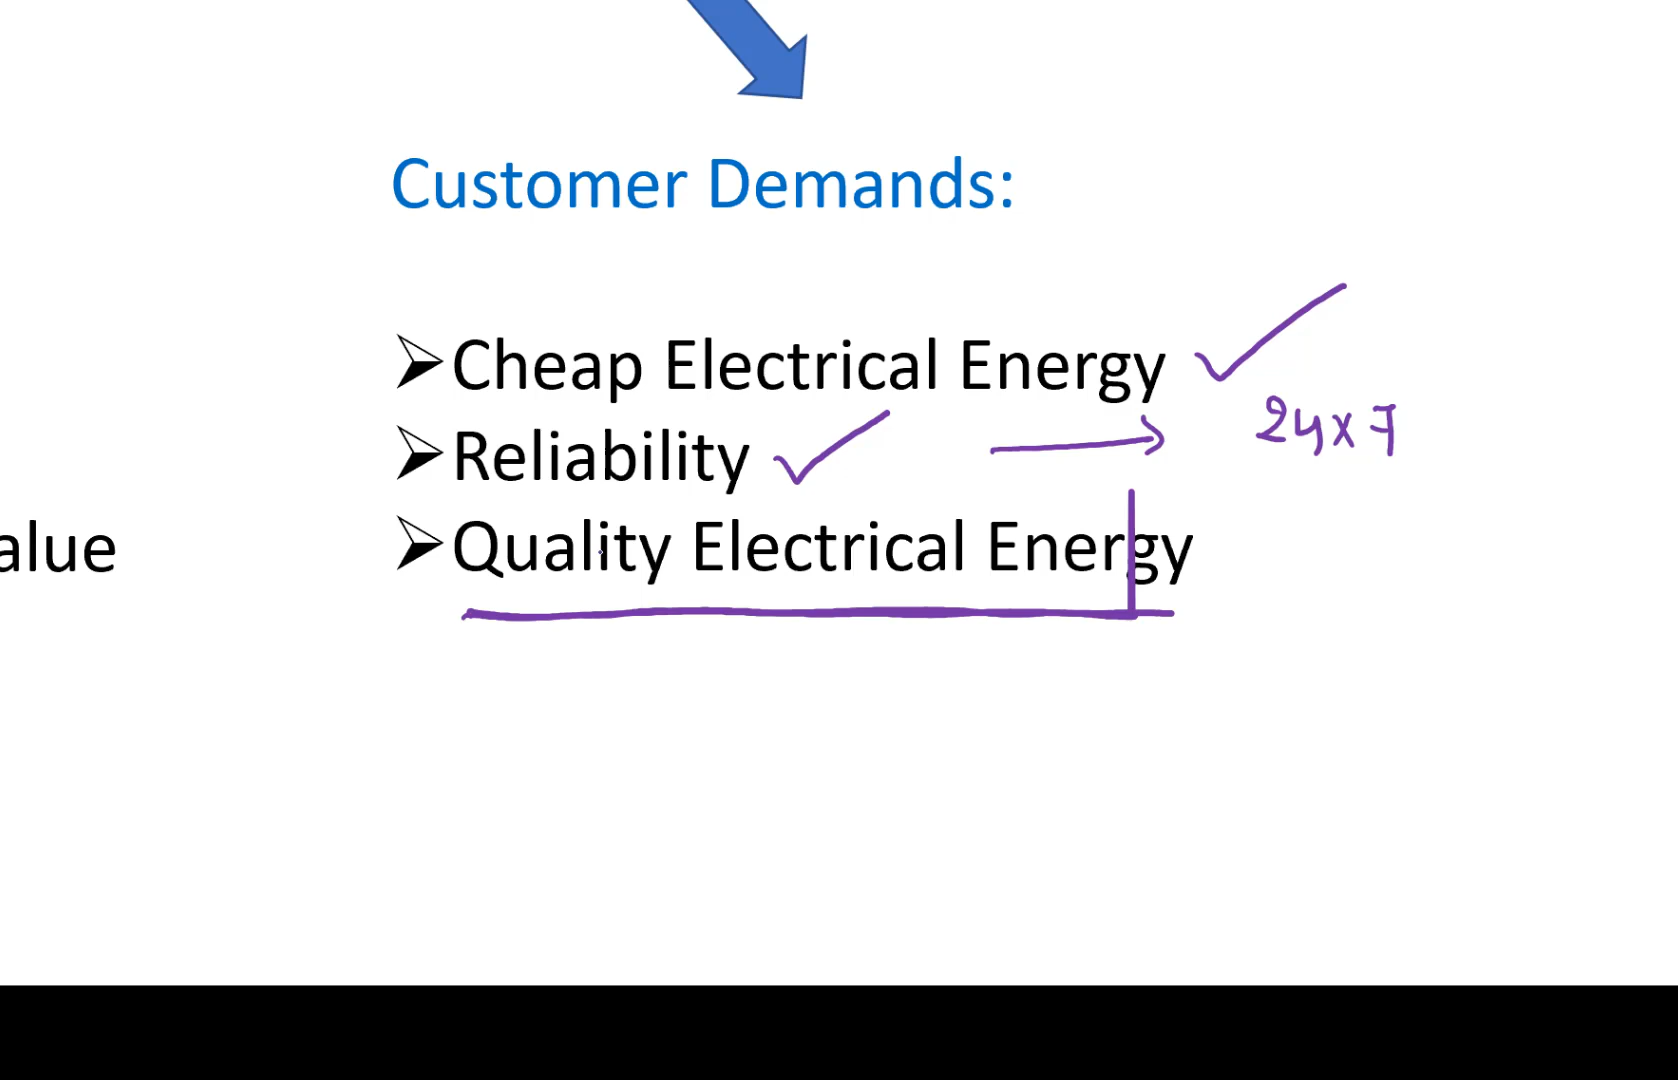 Customer Demands:
Cheap Electrical Energy
Reliability
24x7
alue
Quality Electrical Energy